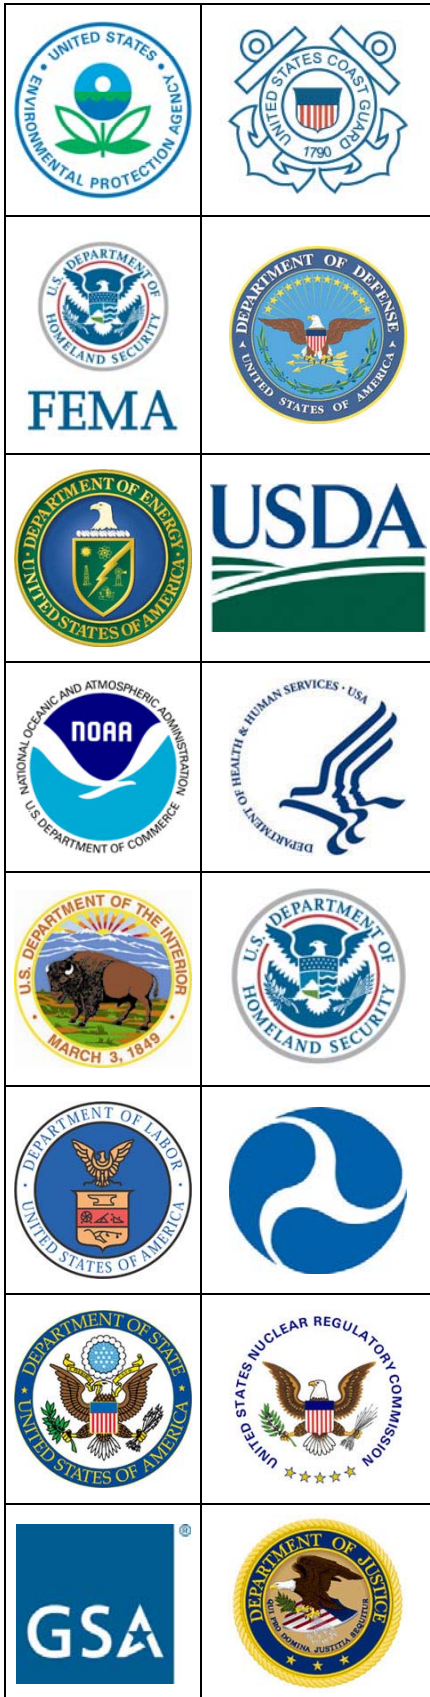 UNITED STATES
ENVIRONMENTAL PROTECTION AGENCY
UNITED STATES COAST GUARD
1790
U.S. DEPARTMENT OF
HOMELAND SECURITY
FEMA
DEPARTMENT OF DEFENSE
UNITED STATES OF AMERICA
DEPARTMENT OF ENERGY
UNITED STATES OF AMERICA
USDA
NATIONAL OCEANIC AND ATMOSPHERIC ADMINISTRATION
NOAA
U.S. DEPARTMENT OF COMMERCE
DEPARTMENT OF HEALTH & HUMAN SERVICES · USA
U.S. DEPARTMENT OF THE INTERIOR
MARCH 3, 1849
U.S. DEPARTMENT OF
HOMELAND SECURITY
DEPARTMENT OF LABOR
UNITED STATES OF AMERICA
DEPARTMENT OF STATE
UNITED STATES OF AMERICA
UNITED STATES NUCLEAR REGULATORY COMMISSION
GSA ®
DEPARTMENT OF JUSTICE
QUI PRO DOMINA JUSTITIA SEQUITUR